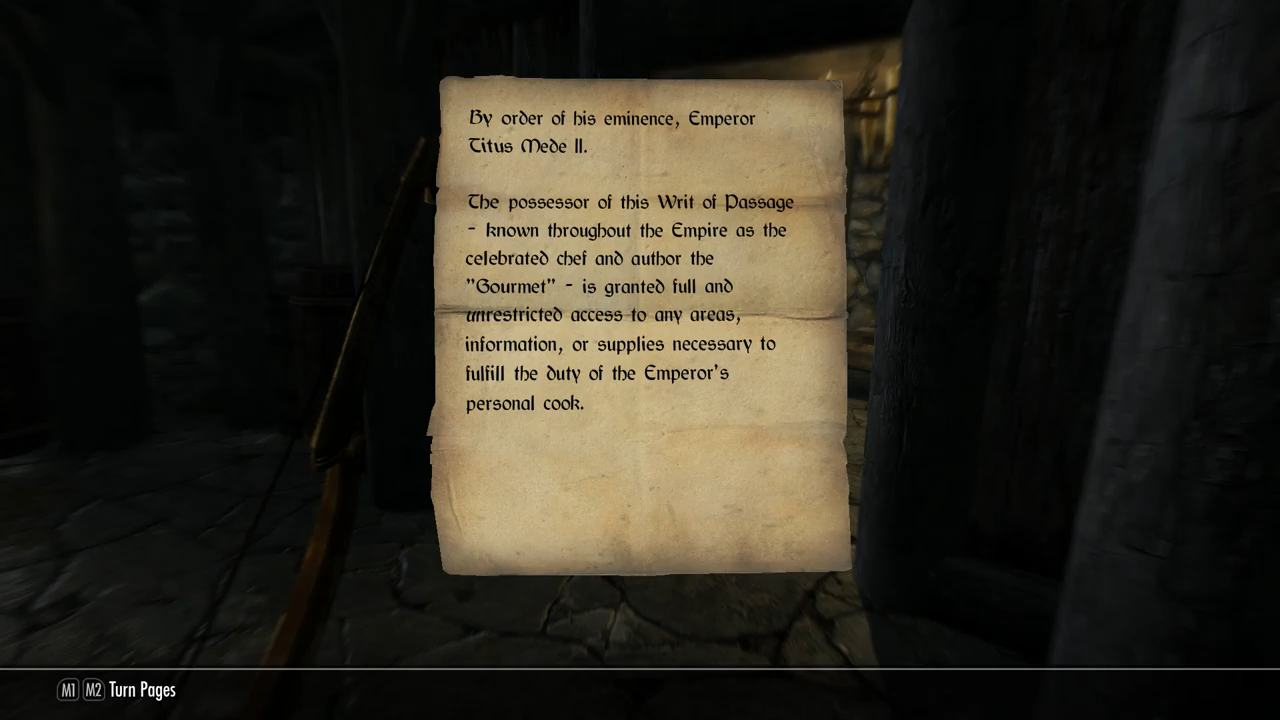 By order of his eminence, Emperor
Titus Mede II.
The possessor of this Writ of Passage
- known throughout the Empire as the
celebrated chef and author the
"Gourmet" - is granted full and
unrestricted access to any areas,
information, or supplies necessary to
fulfill the duty of the Emperor's
personal cook.
M1 M2 Turn Pages